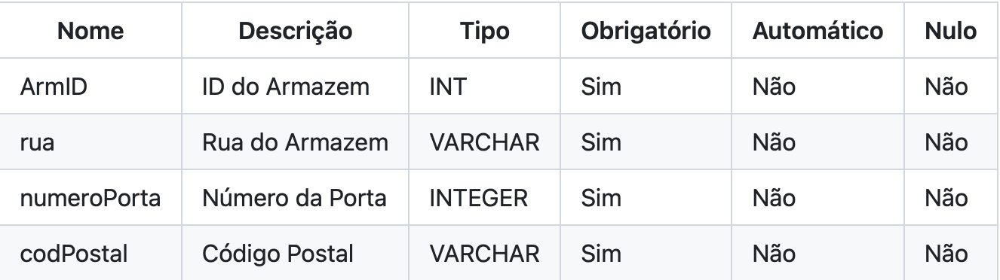 Nome Descrição Tipo Obrigatório Automático Nulo
ArmID ID do Armazem INT Sim Não Não
rua Rua do Armazem VARCHAR Sim Não Não
numeroPorta Número da Porta INTEGER Sim Não Não
codPostal Código Postal VARCHAR Sim Não Não